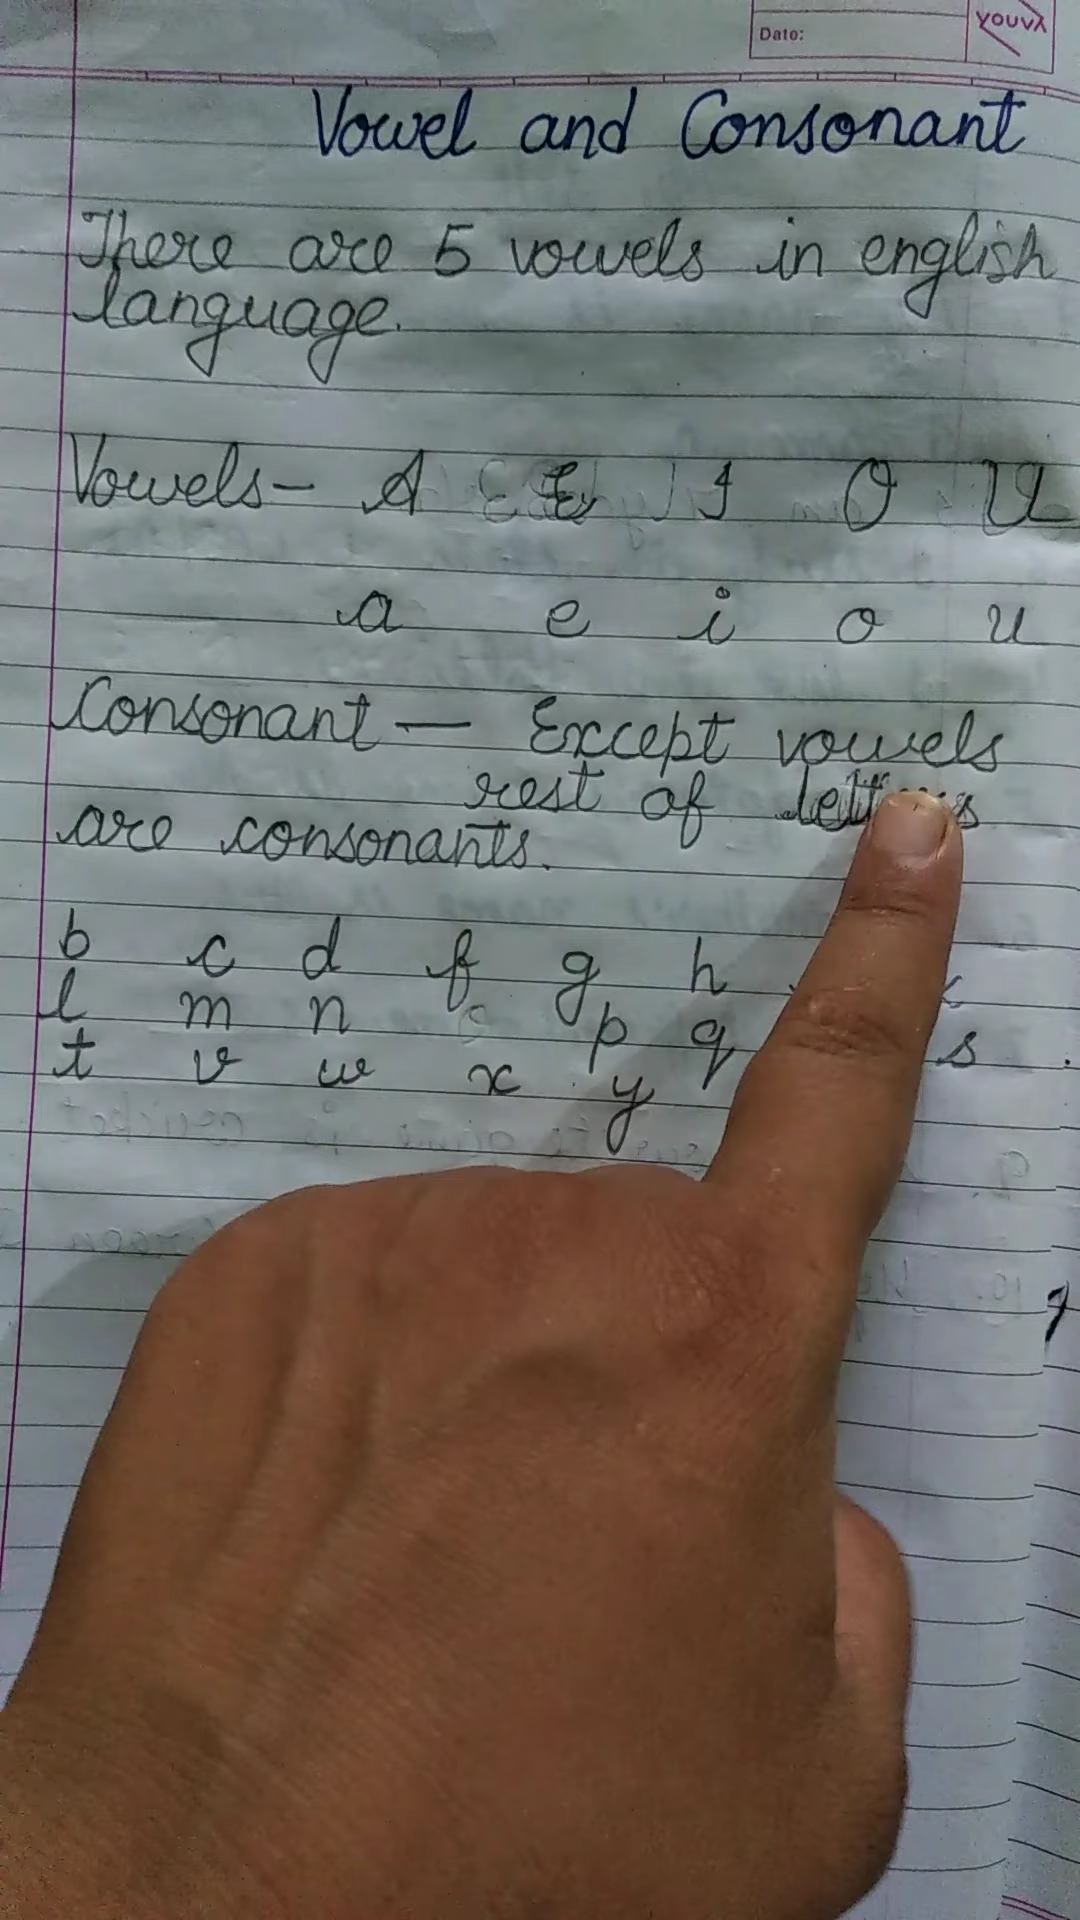 Date:
YOUVA
Vowel and Consonant
There are 5 vowels in english
language.
Vowels- A E I O U
a e i o u
Consonant — Except vowels
rest of letters
are consonants.
b c d f g h
l m n p q s
t v w x y